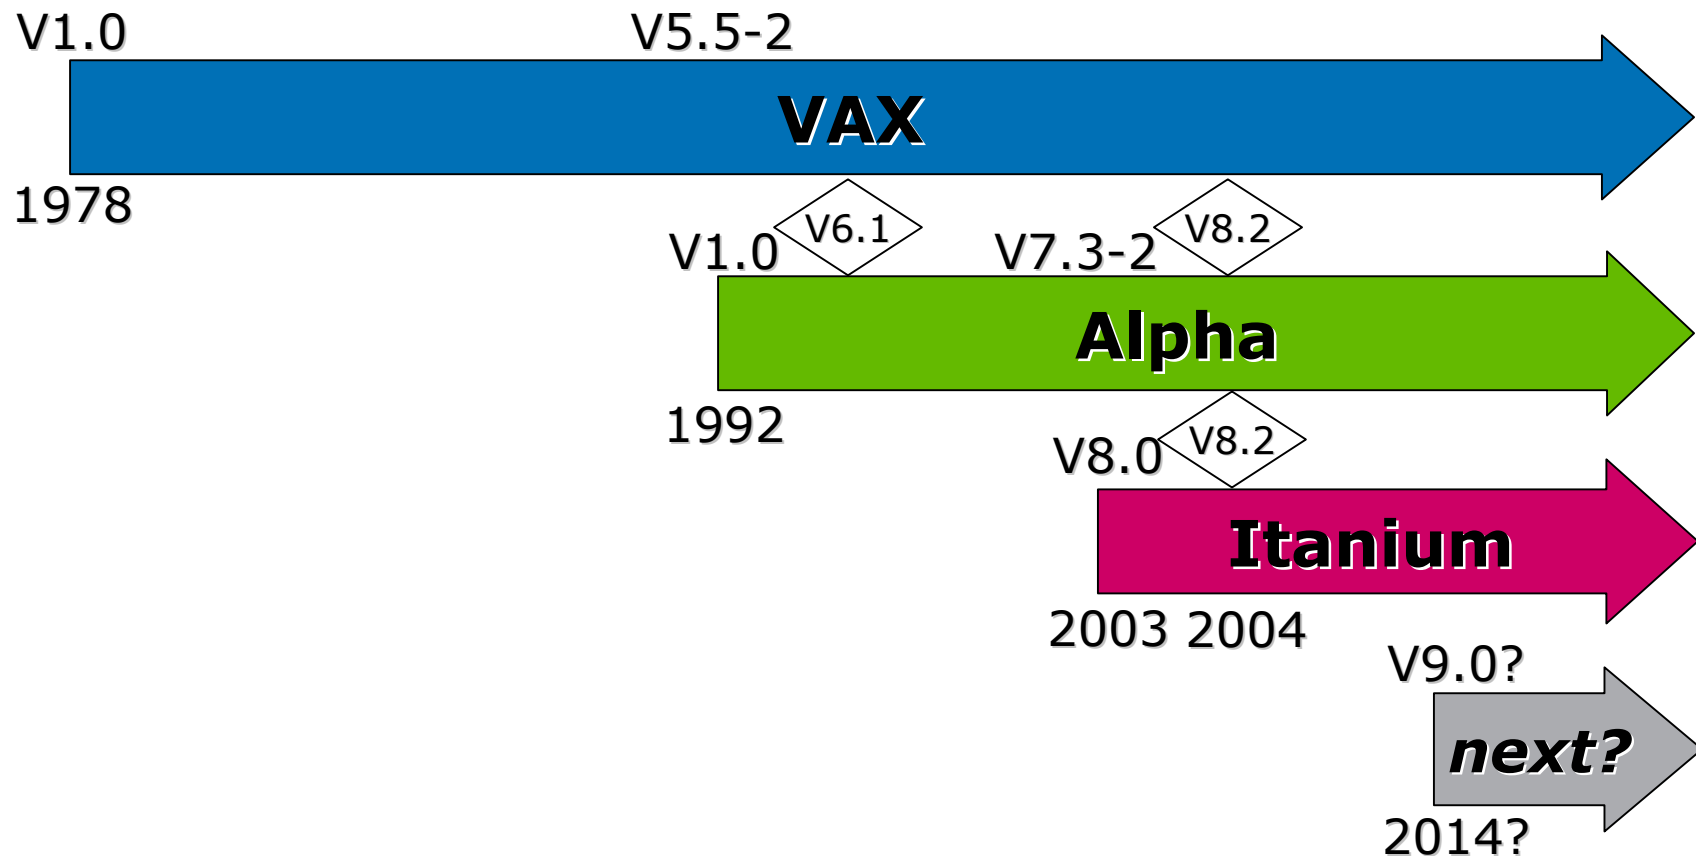 V1.0 V5.5-2
VAX
1978
V6.1 V8.2
V1.0 V7.3-2
Alpha
1992
V8.0 V8.2
Itanium
2003 2004
V9.0?
next?
2014?